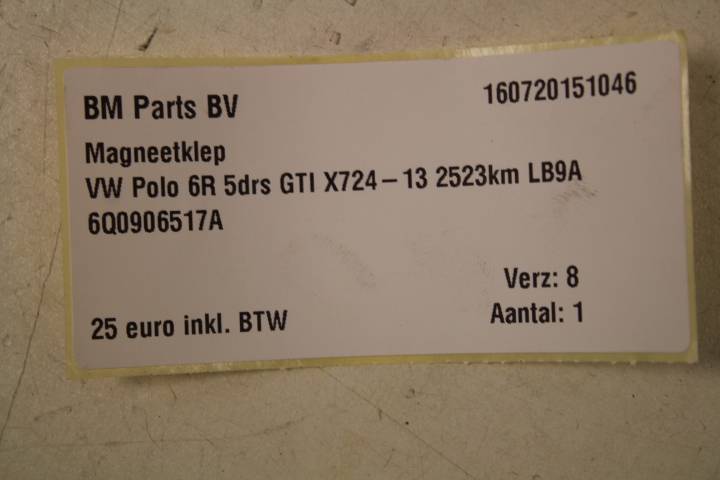 BM Parts BV 160720151046
Magneetklep
VW Polo 6R 5drs GTI X724-13 2523km LB9A
6Q0906517A
Verz: 8
25 euro inkl. BTW Aantal: 1